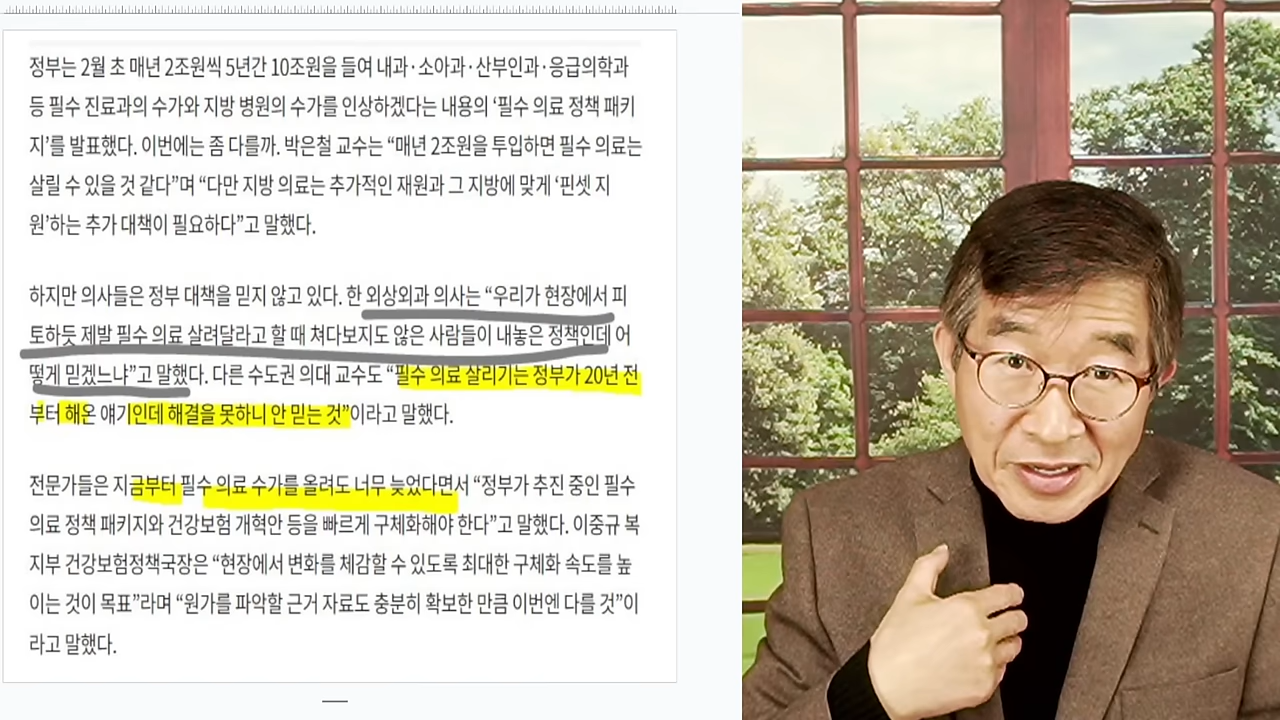 정부는 2월 초 매년 2조원씩 5년간 10조원을 들여 내과·소아과·산부인과·응급의학과
등 필수 진료과의 수가와 지방 병원의 수가를 인상하겠다는 내용의 ‘필수 의료 정책 패키
지’를 발표했다. 이번에는 좀 다를까. 박은철 교수는 “매년 2조원을 투입하면 필수 의료는
살릴 수 있을 것 같다”며 “다만 지방 의료는 추가적인 재원과 그 지방에 맞게 ‘핀셋 지
원’하는 추가 대책이 필요하다”고 말했다.
하지만 의사들은 정부 대책을 믿지 않고 있다. 한 외상외과 의사는 “우리가 현장에서 피
토하듯 제발 필수 의료 살려달라고 할 때 쳐다보지도 않은 사람들이 내놓은 정책인데 어
떻게 믿겠느냐”고 말했다. 다른 수도권 의대 교수도 “필수 의료 살리기는 정부가 20년 전
부터 해온 얘기인데 해결을 못하니 안 믿는 것”이라고 말했다.
전문가들은 지금부터 필수 의료 수가를 올려도 너무 늦었다면서 “정부가 추진 중인 필수
의료 정책 패키지와 건강보험 개혁안 등을 빠르게 구체화해야 한다”고 말했다. 이중규 복
지부 건강보험정책국장은 “현장에서 변화를 체감할 수 있도록 최대한 구체화 속도를 높
이는 것이 목표”라며 “원가를 파악할 근거 자료도 충분히 확보한 만큼 이번엔 다를 것”이
라고 말했다.